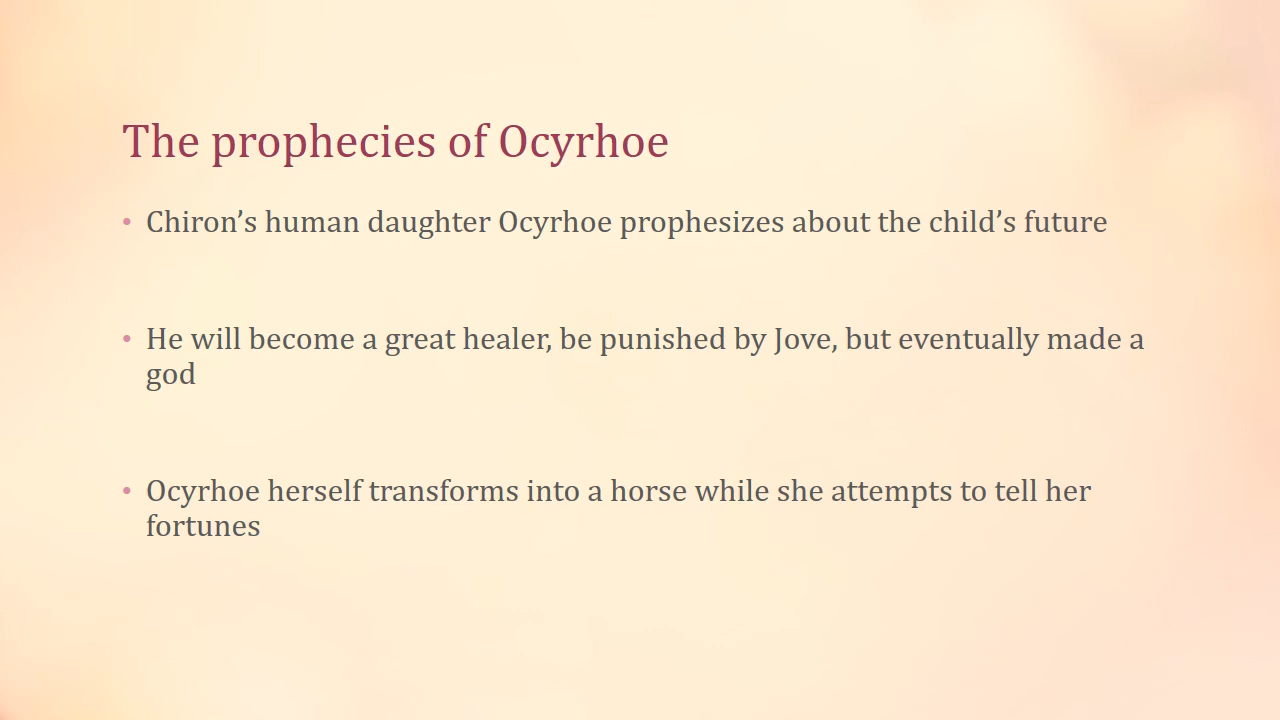 The prophecies of Ocyrhoe
• Chiron’s human daughter Ocyrhoe prophesizes about the child’s future
• He will become a great healer, be punished by Jove, but eventually made a
god
• Ocyrhoe herself transforms into a horse while she attempts to tell her
fortunes